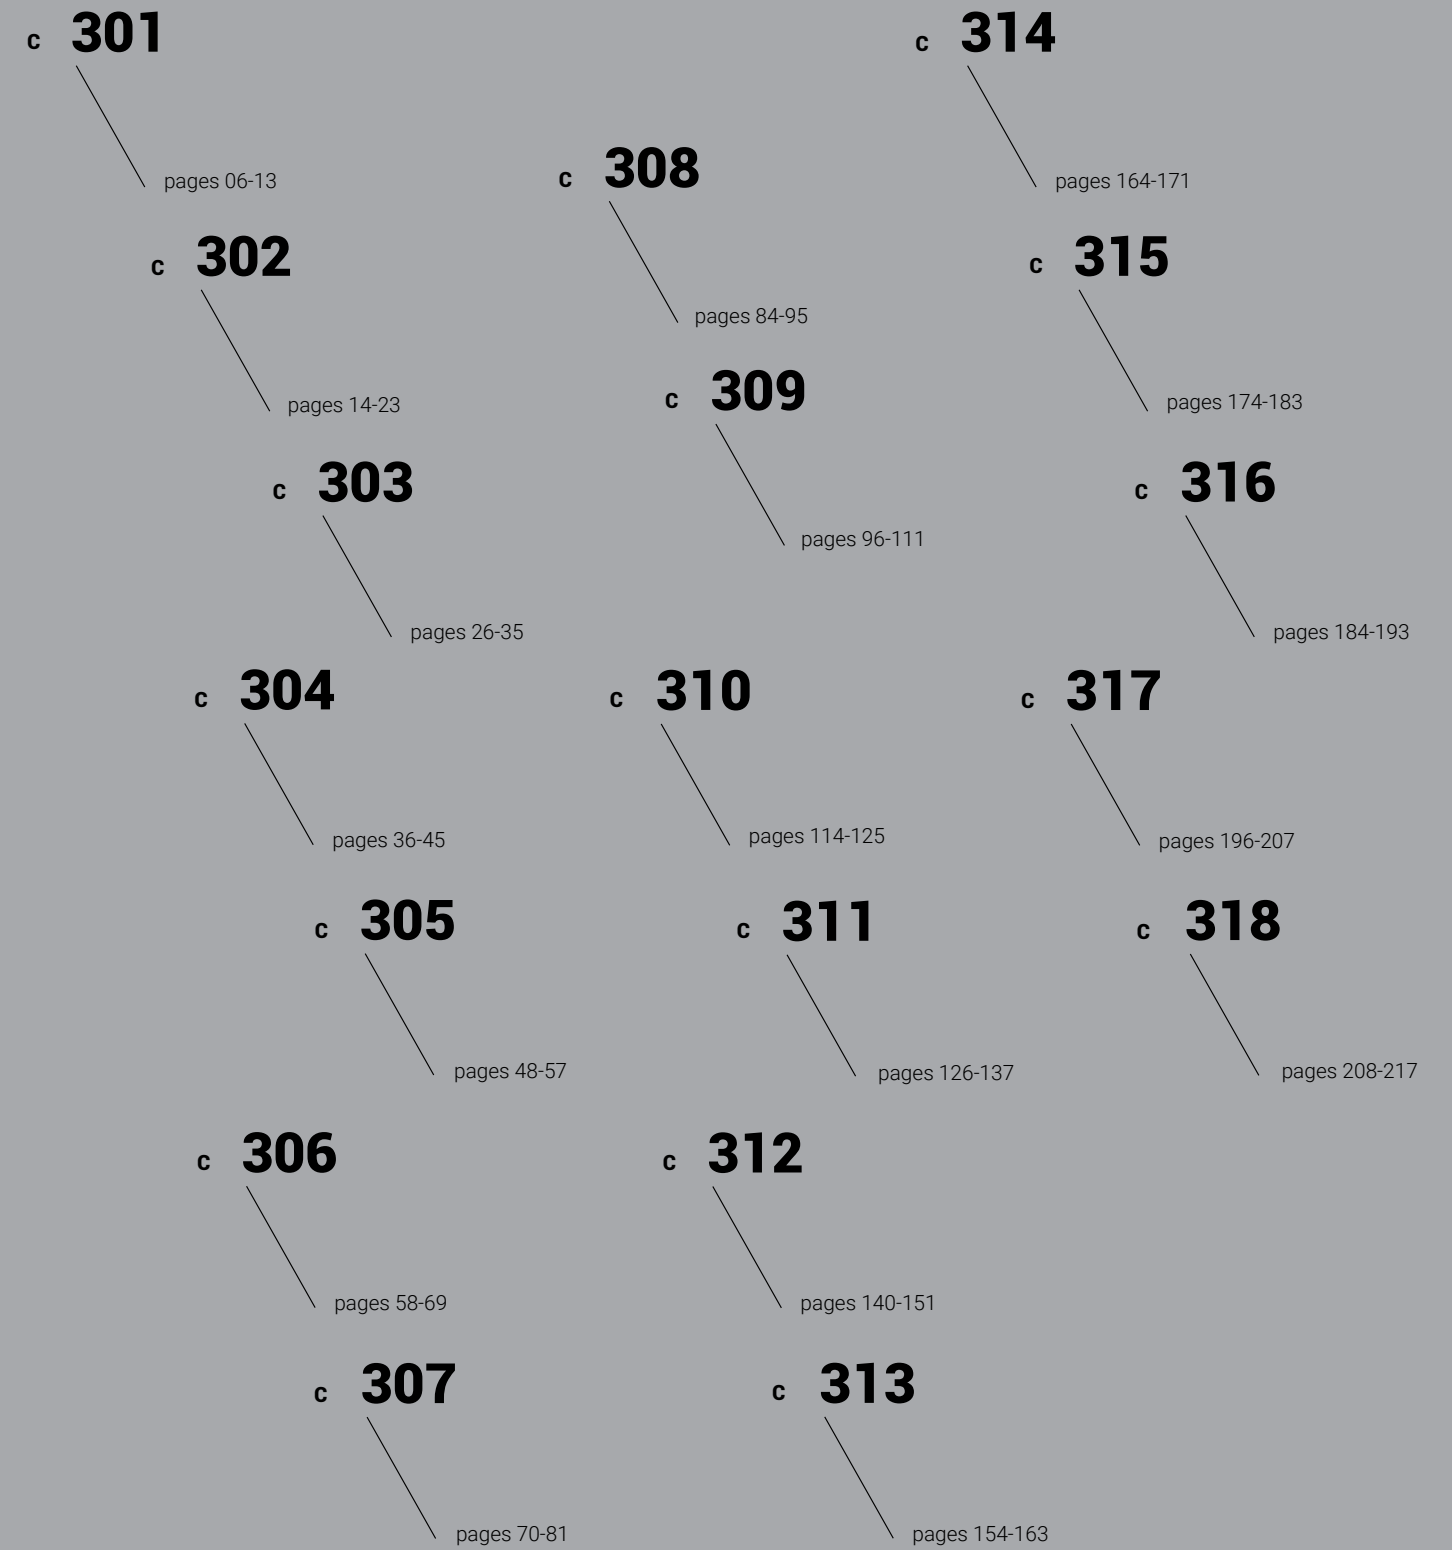 c 301
pages 06-13
c 302
pages 14-23
c 303
pages 26-35
c 304
pages 36-45
c 305
pages 48-57
c 306
pages 58-69
c 307
pages 70-81
c 308
pages 84-95
c 309
pages 96-111
c 310
pages 114-125
c 311
pages 126-137
c 312
pages 140-151
c 313
pages 154-163
c 314
pages 164-171
c 315
pages 174-183
c 316
pages 184-193
c 317
pages 196-207
c 318
pages 208-217